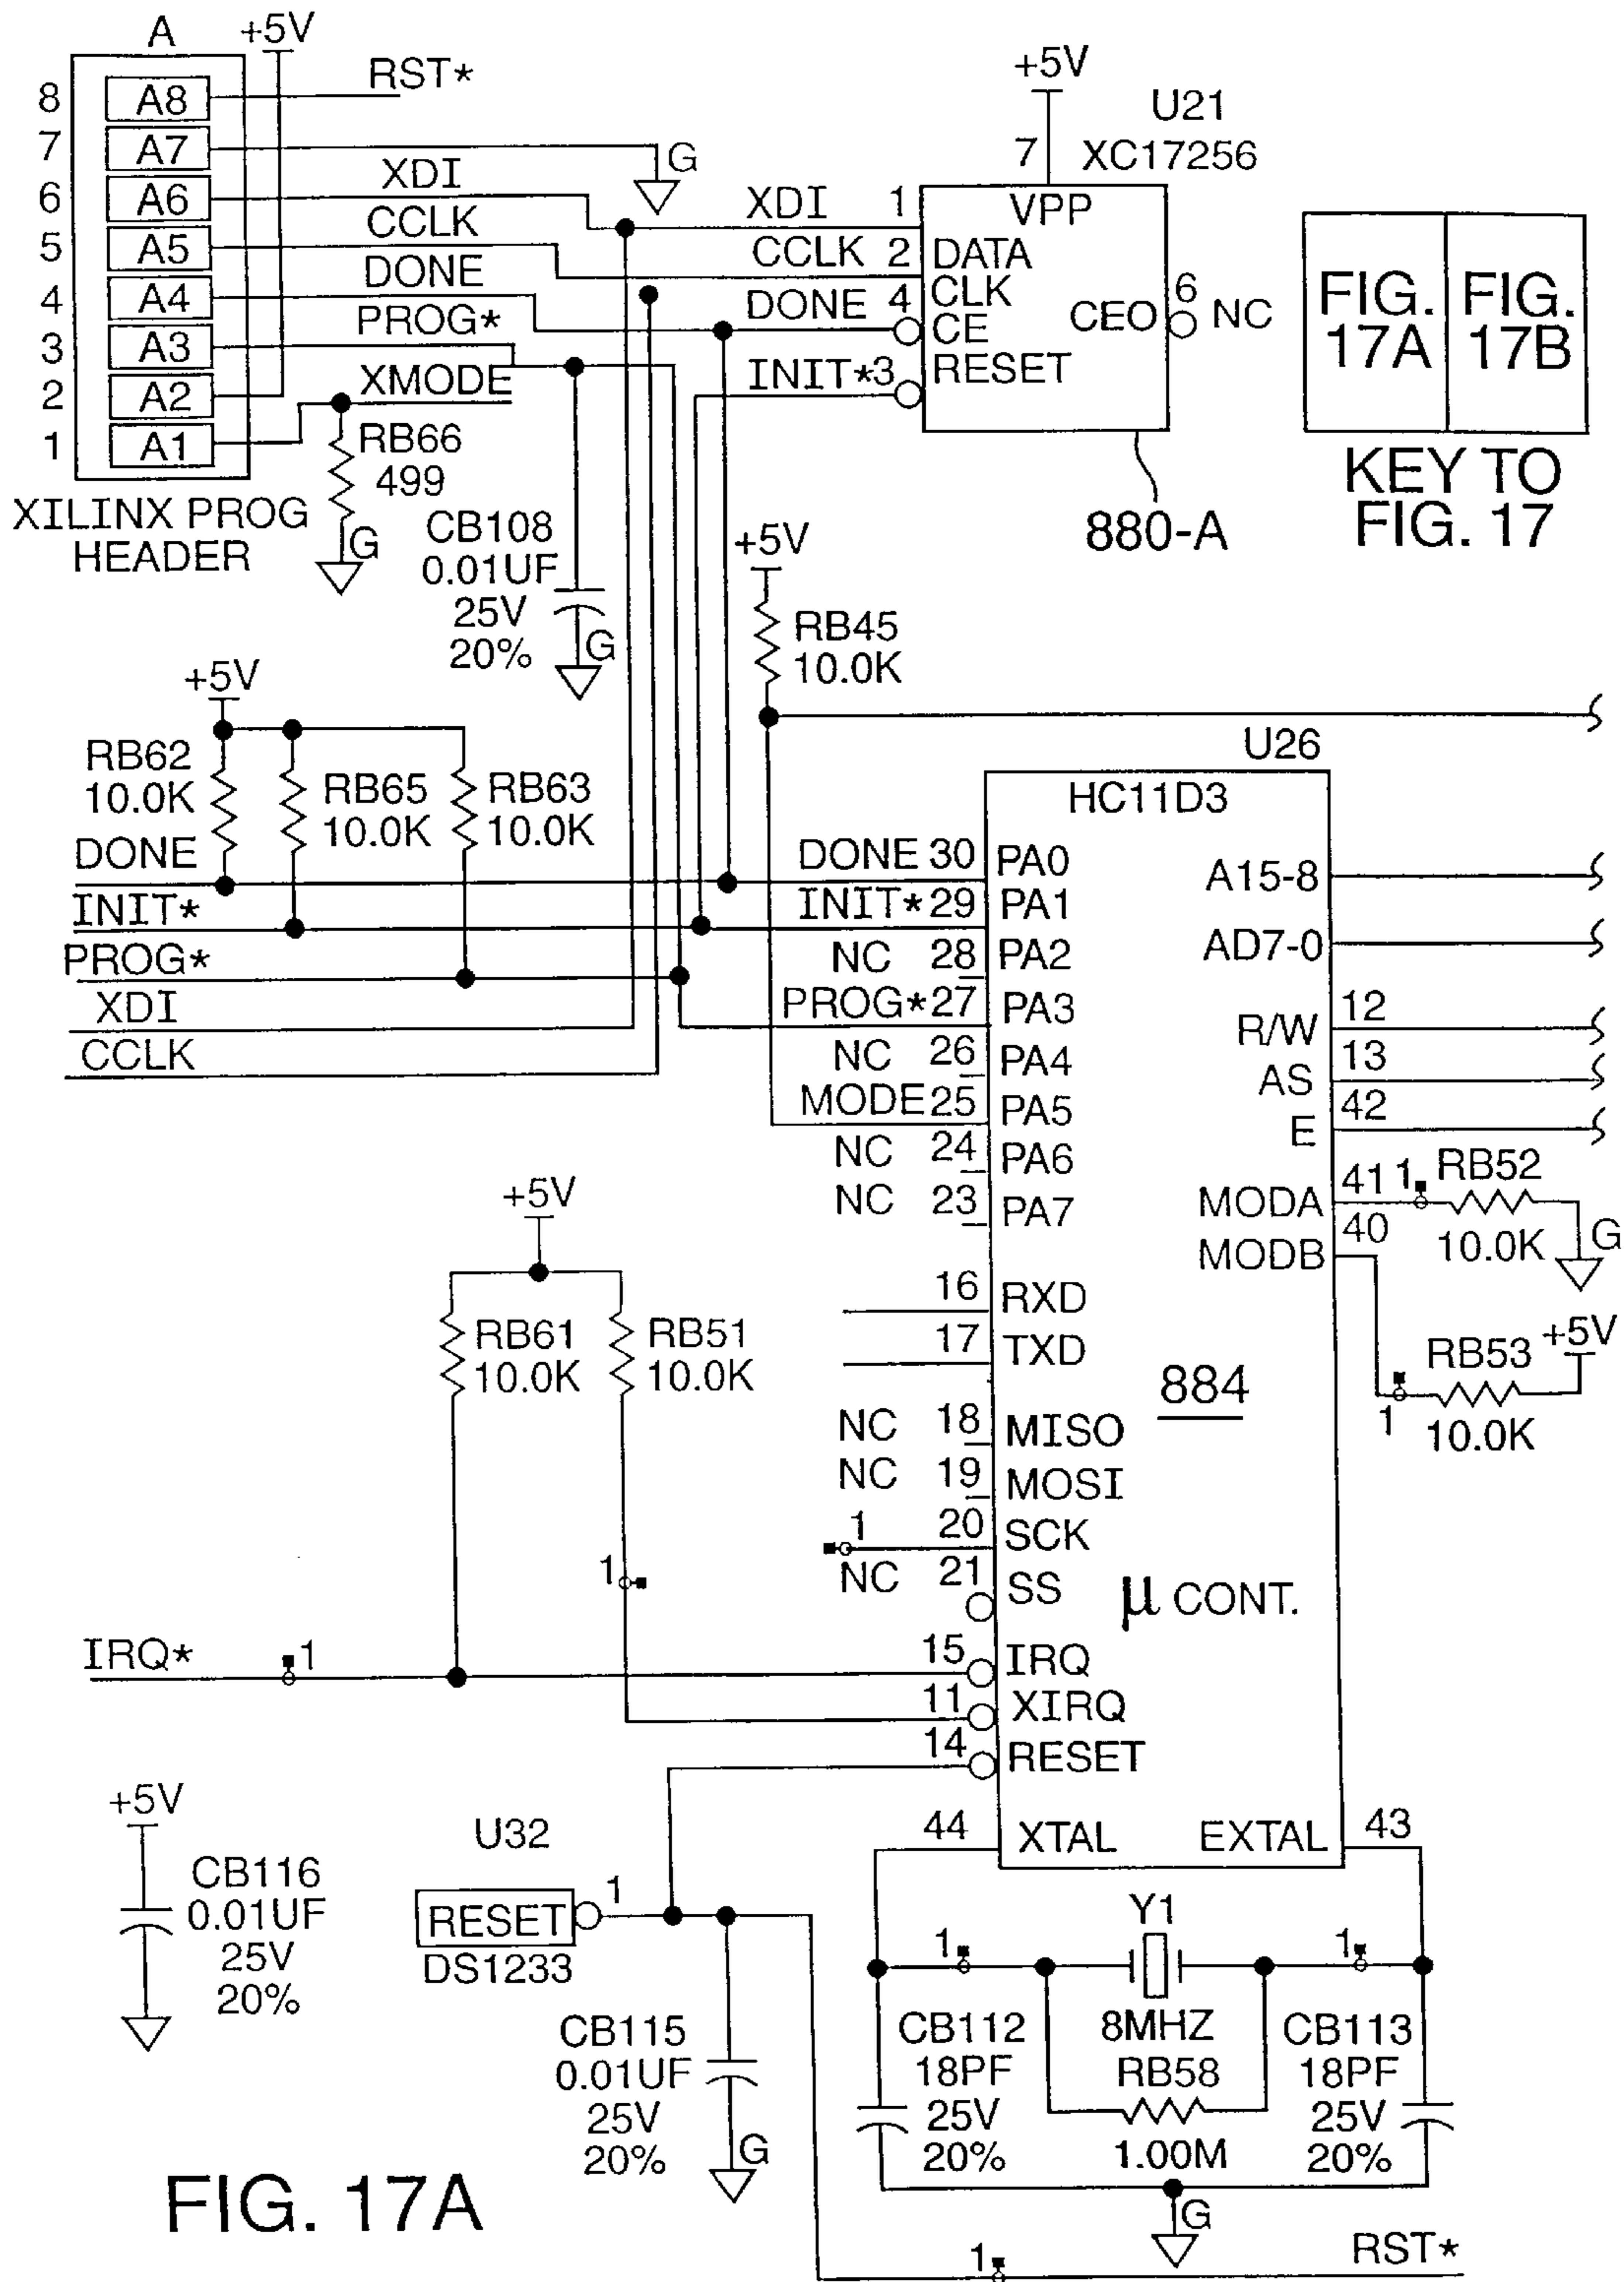 A
+5V
8 A8 RST*
7 A7 G
6 A6 XDI
5 A5 CCLK
4 A4 DONE
3 A3 PROG*
2 A2 XMODE
1 A1
XILINX PROG
HEADER
RB66
499
G
CB108
0.01UF
25V
20%
G
+5V
U21
7 XC17256
VPP
XDI 1
CCLK 2 DATA
DONE 4 CLK
CE
INIT*3 RESET
CEO 6 NC
880-A
FIG. 17A
FIG. 17B
KEY TO
FIG. 17
+5V
RB45
10.0K
+5V
RB62
10.0K
RB65
10.0K
RB63
10.0K
DONE
INIT*
PROG*
XDI
CCLK
U26
HC11D3
DONE 30 PA0
INIT* 29 PA1
NC 28 PA2
PROG* 27 PA3
NC 26 PA4
MODE 25 PA5
NC 24 PA6
NC 23 PA7
16 RXD
17 TXD
NC 18 MISO
NC 19 MOSI
1 20 SCK
NC 21 SS
15 IRQ
11 XIRQ
14 RESET
44 XTAL
EXTAL 43
A15-8
AD7-0
R/W 12
AS 13
E 42
MODA 41 1
MODB 40
RB52
10.0K
G
RB53
+5V
1 10.0K
884
µ CONT.
+5V
RB61
10.0K
RB51
10.0K
1
IRQ* 1
+5V
CB116
0.01UF
25V
20%
U32
RESET 1
DS1233
CB115
0.01UF
25V
20%
G
Y1
1
1
8MHZ
CB112
18PF
25V
20%
RB58
1.00M
CB113
18PF
25V
20%
G
1 RST*
FIG. 17A